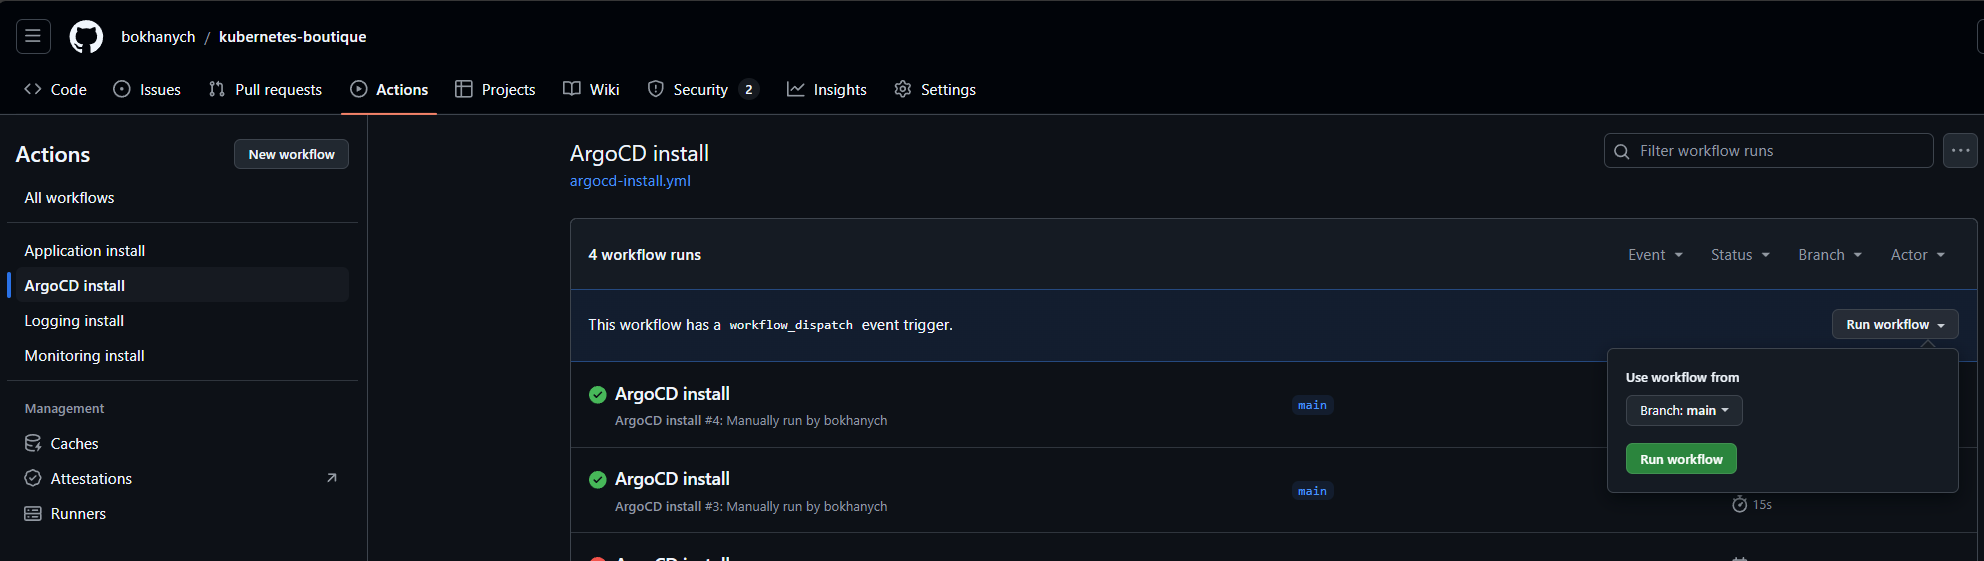 bokhanych / kubernetes-boutique
Code Issues Pull requests Actions Projects Wiki Security 2 Insights Settings
Actions
New workflow
All workflows
Application install
ArgoCD install
Logging install
Monitoring install
Management
Caches
Attestations
Runners
ArgoCD install
argocd-install.yml
Filter workflow runs
4 workflow runs
Event Status Branch Actor
This workflow has a workflow_dispatch event trigger.
Run workflow
Use workflow from
Branch: main
Run workflow
ArgoCD install
ArgoCD install #4: Manually run by bokhanych
main
ArgoCD install
ArgoCD install #3: Manually run by bokhanych
main
15s
ArgoCD install